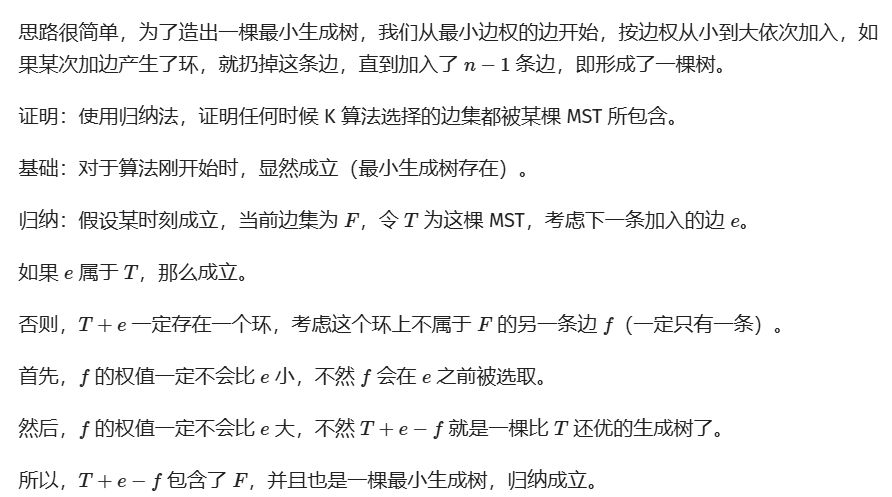 思路很简单，为了造出一棵最小生成树，我们从最小边权的边开始，按边权从小到大依次加入，如
果某次加边产生了环，就扔掉这条边，直到加入了 n − 1 条边，即形成了一棵树。
证明：使用归纳法，证明任何时候 K 算法选择的边集都被某棵 MST 所包含。
基础：对于算法刚开始时，显然成立（最小生成树存在）。
归纳：假设某时刻成立，当前边集为 F，令 T 为这棵 MST，考虑下一条加入的边 e。
如果 e 属于 T，那么成立。
否则，T + e 一定存在一个环，考虑这个环上不属于 F 的另一条边 f（一定只有一条）。
首先，f 的权值一定不会比 e 小，不然 f 会在 e 之前被选取。
然后，f 的权值一定不会比 e 大，不然 T + e − f 就是一棵比 T 还优的生成树了。
所以，T + e − f 包含了 F，并且也是一棵最小生成树，归纳成立。